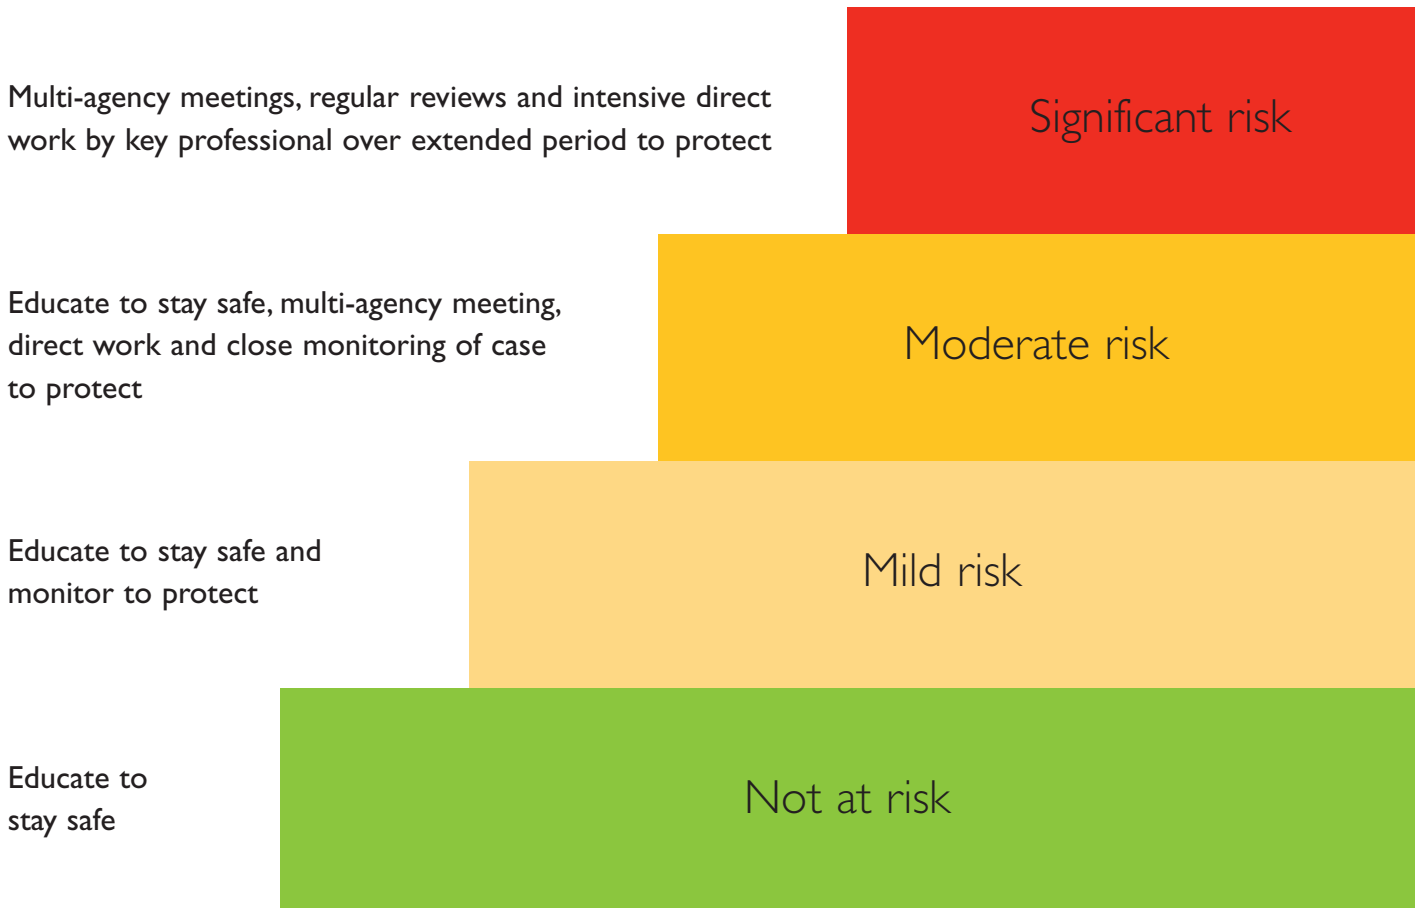 Multi-agency meetings, regular reviews and intensive direct
work by key professional over extended period to protect
Significant risk
Educate to stay safe, multi-agency meeting,
direct work and close monitoring of case
to protect
Moderate risk
Educate to stay safe and
monitor to protect
Mild risk
Educate to
stay safe
Not at risk